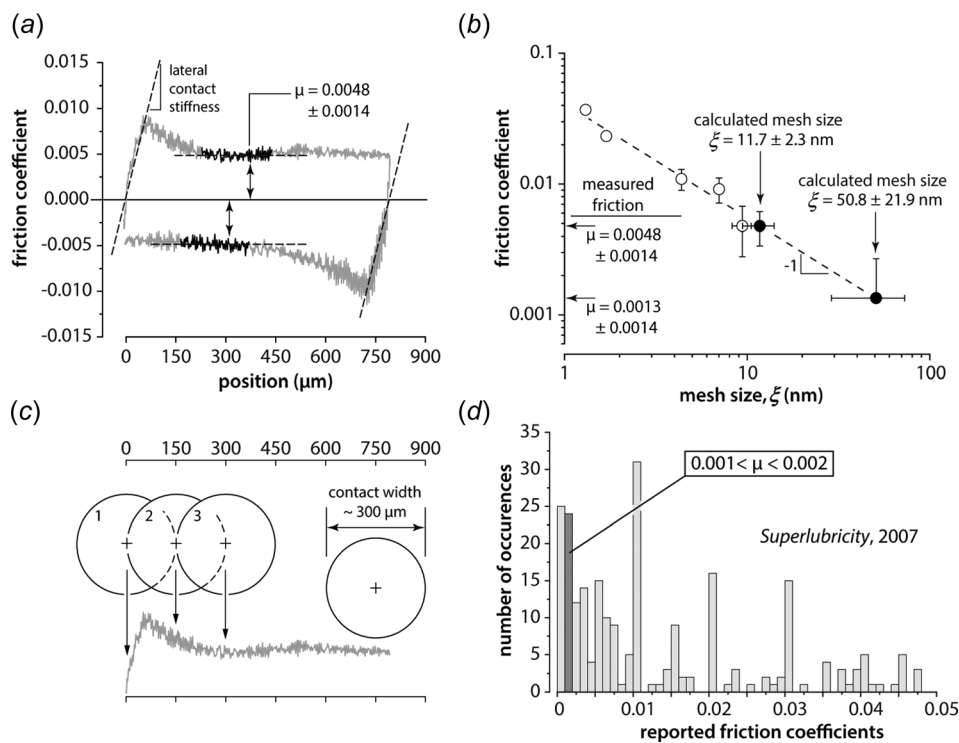 (a)
0.015
0.010
0.005
0.000
-0.005
-0.010
-0.015
friction coefficient
lateral
contact
stiffness
μ = 0.0048
± 0.0014
0 150 300 450 600 750 900
position (μm)
(b)
0.1
0.01
0.001
friction coefficient
calculated mesh size
ξ = 11.7 ± 2.3 nm
calculated mesh size
ξ = 50.8 ± 21.9 nm
measured
friction
μ = 0.0048
± 0.0014
μ = 0.0013
± 0.0014
-1
1 10 100
mesh size, ξ (nm)
(c)
0 150 300 450 600 750 900
1 2 3
contact width
~ 300 μm
(d)
35
30
25
20
15
10
5
0
number of occurences
0.001< μ < 0.002
Superlubricity, 2007
0 0.01 0.02 0.03 0.04 0.05
reported friction coefficients